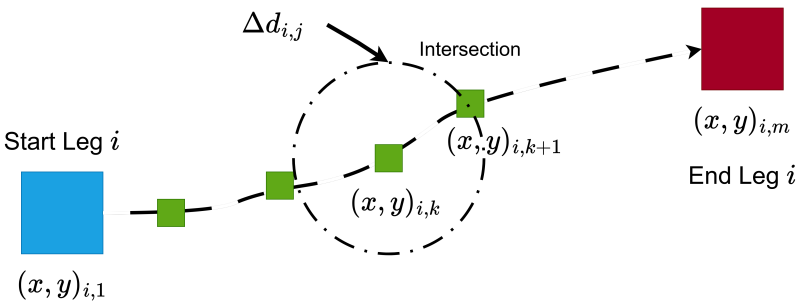 Δd_{i,j}
Intersection
(x, y)_{i,m}
Start Leg i
(x, y)_{i,k+1}
End Leg i
(x, y)_{i,k}
(x, y)_{i,1}